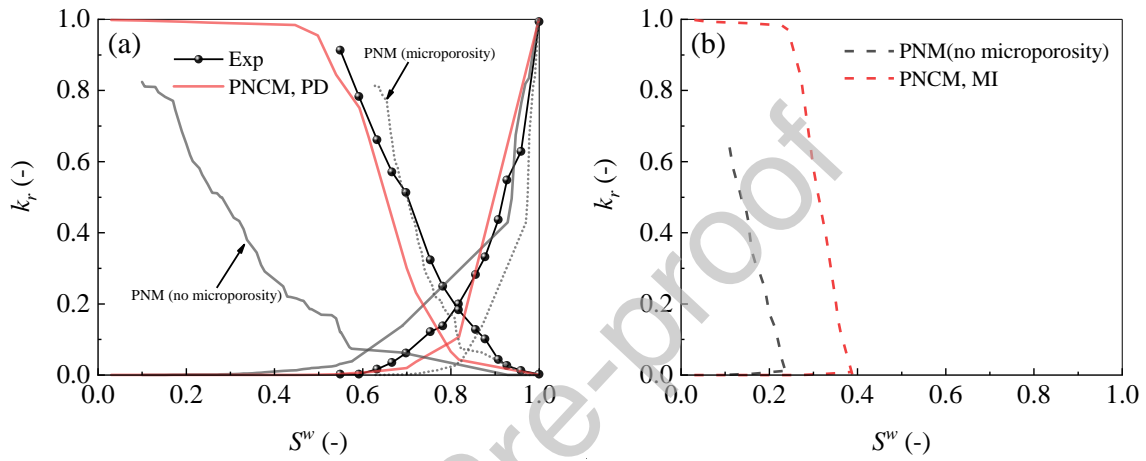 (a)
Exp
PNCM, PD
PNM (microporosity)
PNM (no microporosity)
1.0
0.8
0.6
0.4
0.2
0.0
k_r (-)
0.0 0.2 0.4 0.6 0.8 1.0
S^w (-)
(b)
PNM(no microporosity)
PNCM, MI
1.0
0.8
0.6
0.4
0.2
0.0
k_r (-)
0.0 0.2 0.4 0.6 0.8 1.0
S^w (-)
re-proof